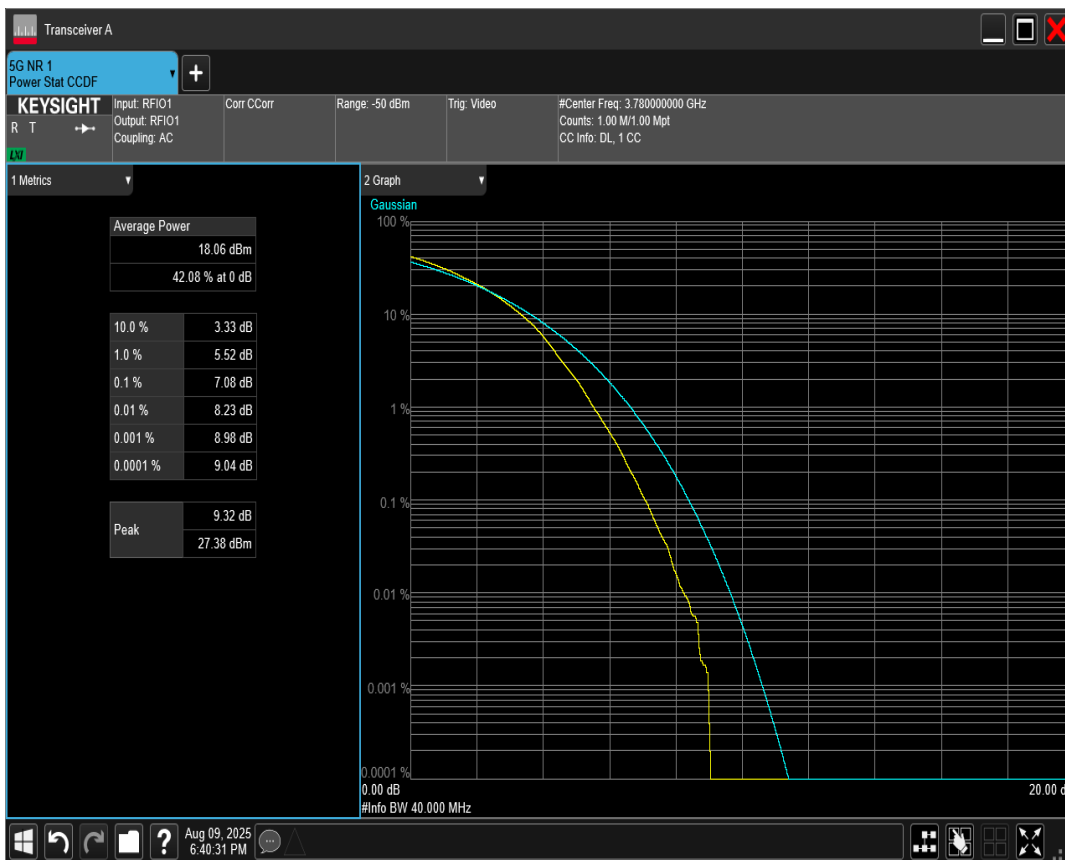 Transceiver A
5G NR 1
Power Stat CCDF
+
KEYSIGHT
R T
LXI
Input: RFIO1
Output: RFIO1
Coupling: AC
Corr CCorr
Range: -50 dBm
Trig: Video
#Center Freq: 3.780000000 GHz
Counts: 1.00 M/1.00 Mpt
CC Info: DL, 1 CC
1 Metrics
Average Power
18.06 dBm
42.08 % at 0 dB
10.0 % 3.33 dB
1.0 % 5.52 dB
0.1 % 7.08 dB
0.01 % 8.23 dB
0.001 % 8.98 dB
0.0001 % 9.04 dB
Peak
9.32 dB
27.38 dBm
2 Graph
Gaussian
100 %
10 %
1 %
0.1 %
0.01 %
0.001 %
0.0001 %
0.00 dB 20.00 d
#Info BW 40.000 MHz
?
Aug 09, 2025
6:40:31 PM